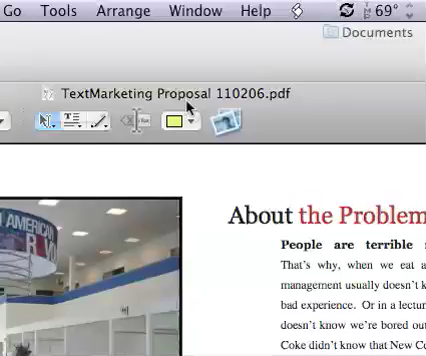 Go Tools Arrange Window Help 69°
Documents
TextMarketing Proposal 110206.pdf
AMERICAN
About the Problem
People are terrible
That's why, when we eat a
management usually doesn't k
bad experience. Or in a lectur
doesn't know we're bored out
Coke didn't know that New Co